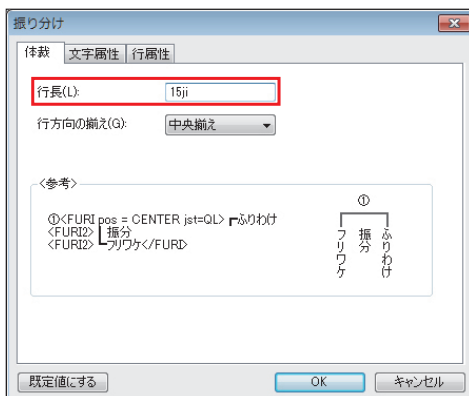 振り分け
体裁 文字属性 行属性
行長(L): 15ji
行方向の揃え(G): 中央揃え
<参考>
①<FURI pos = CENTER jst=QL> ┏ふりわけ
<FURI2> ┃振分
<FURI2> ┗フリワケ</FURI>
①
ふりわけ
振分
フリワケ
既定値にする OK キャンセル